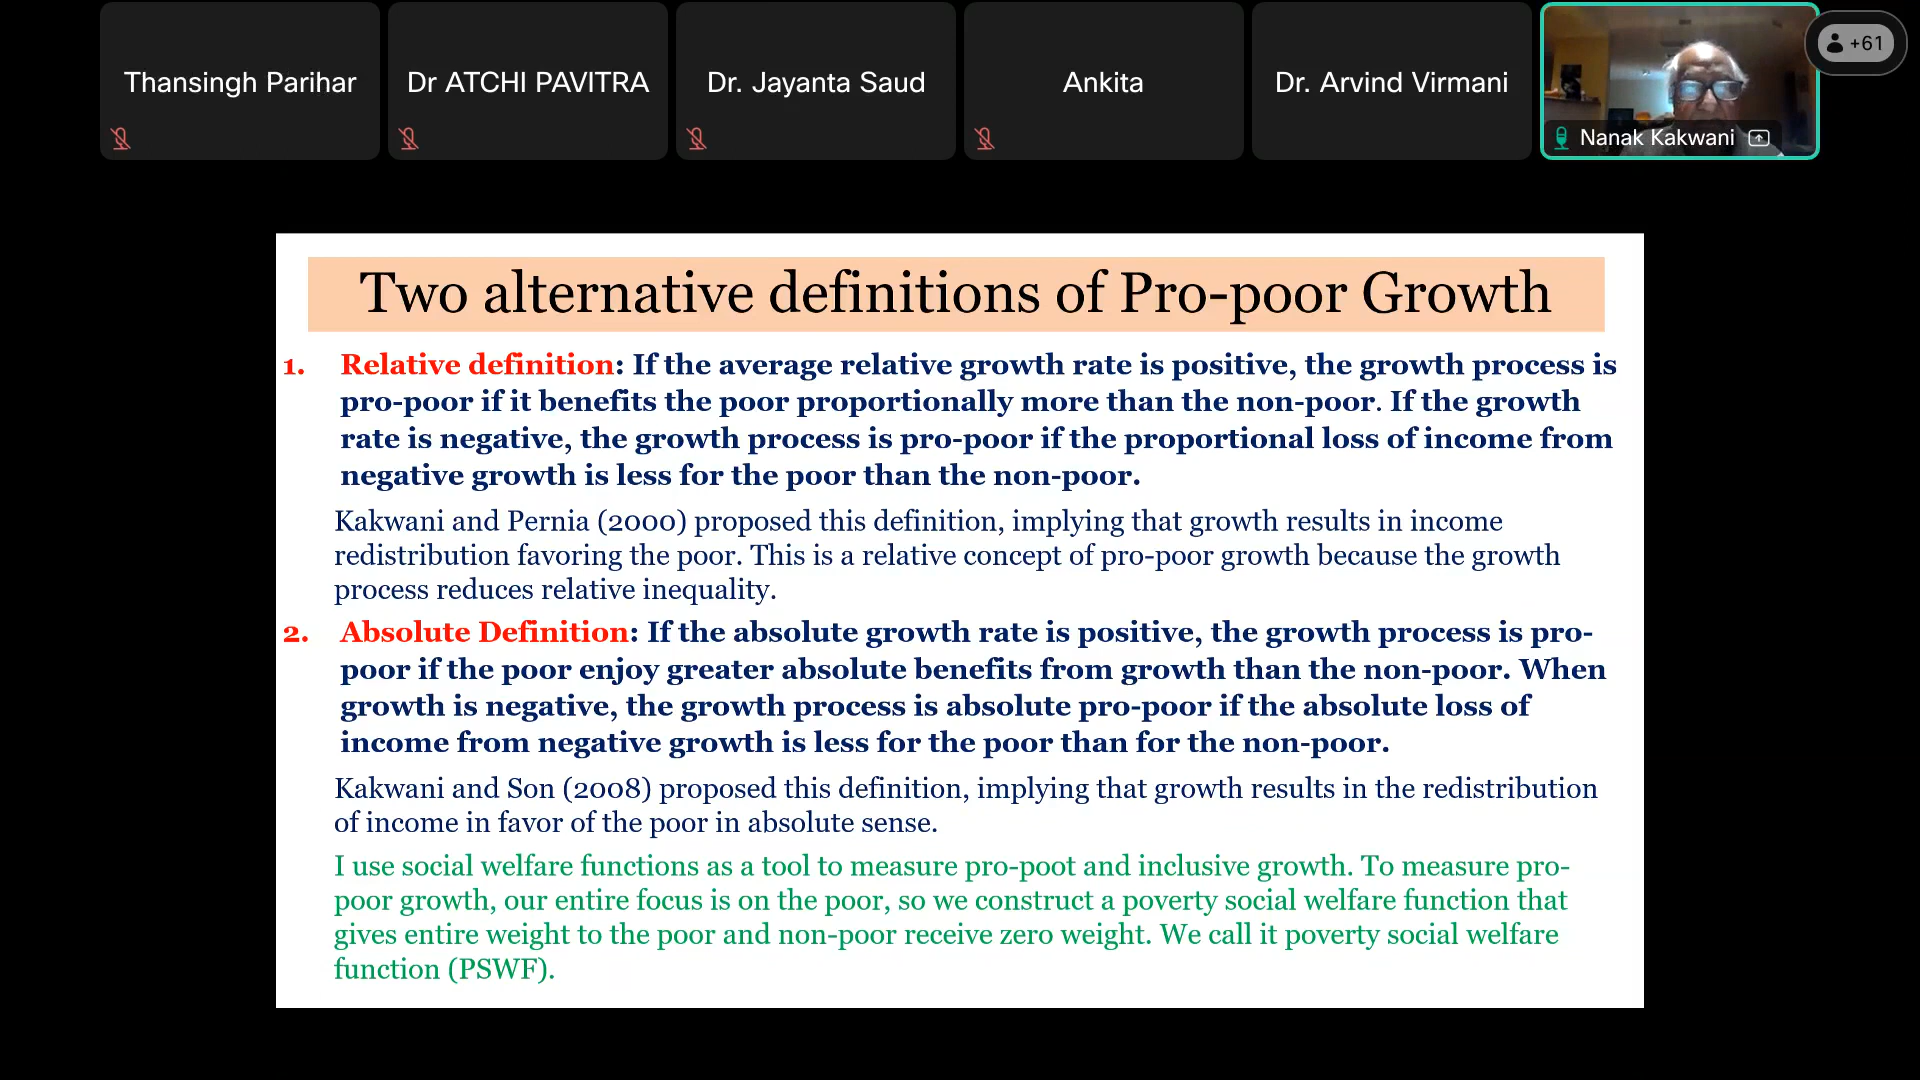 Thansingh Parihar
Dr ATCHI PAVITRA
Dr. Jayanta Saud
Ankita
Dr. Arvind Virmani
Nanak Kakwani
+61
Two alternative definitions of Pro-poor Growth
1. Relative definition: If the average relative growth rate is positive, the growth process is
pro-poor if it benefits the poor proportionally more than the non-poor. If the growth
rate is negative, the growth process is pro-poor if the proportional loss of income from
negative growth is less for the poor than the non-poor.
Kakwani and Pernia (2000) proposed this definition, implying that growth results in income
redistribution favoring the poor. This is a relative concept of pro-poor growth because the growth
process reduces relative inequality.
2. Absolute Definition: If the absolute growth rate is positive, the growth process is pro-
poor if the poor enjoy greater absolute benefits from growth than the non-poor. When
growth is negative, the growth process is absolute pro-poor if the absolute loss of
income from negative growth is less for the poor than for the non-poor.
Kakwani and Son (2008) proposed this definition, implying that growth results in the redistribution
of income in favor of the poor in absolute sense.
I use social welfare functions as a tool to measure pro-poot and inclusive growth. To measure pro-
poor growth, our entire focus is on the poor, so we construct a poverty social welfare function that
gives entire weight to the poor and non-poor receive zero weight. We call it poverty social welfare
function (PSWF).